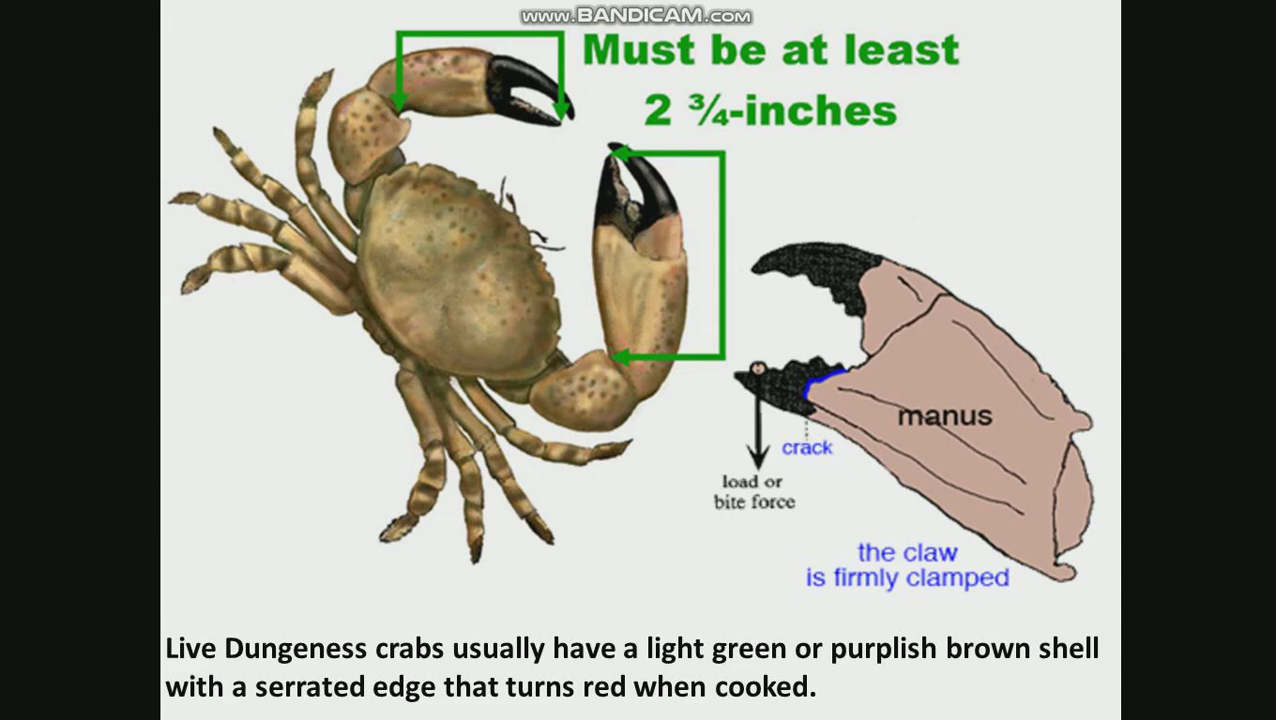 www.BANDICAM.com
Must be at least
2 ¾-inches
manus
crack
load or
bite force
the claw
is firmly clamped
Live Dungeness crabs usually have a light green or purplish brown shell
with a serrated edge that turns red when cooked.